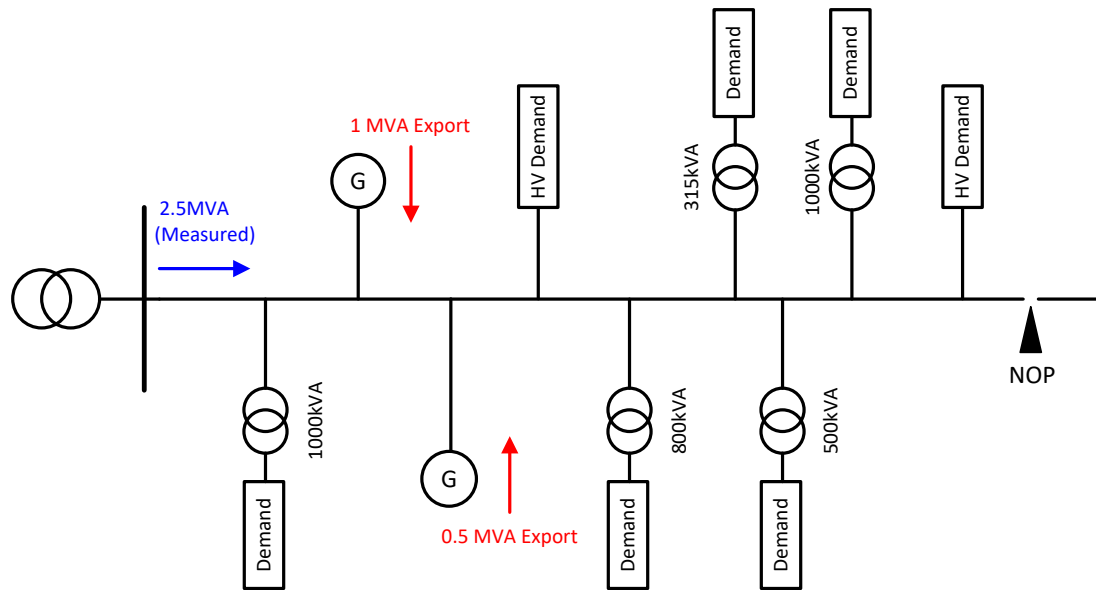 Demand
Demand
1 MVA Export
HV Demand
315kVA
1000kVA
HV Demand
G
2.5MVA
(Measured)
NOP
1000kVA
800kVA
500kVA
G
Demand
Demand
Demand
0.5 MVA Export